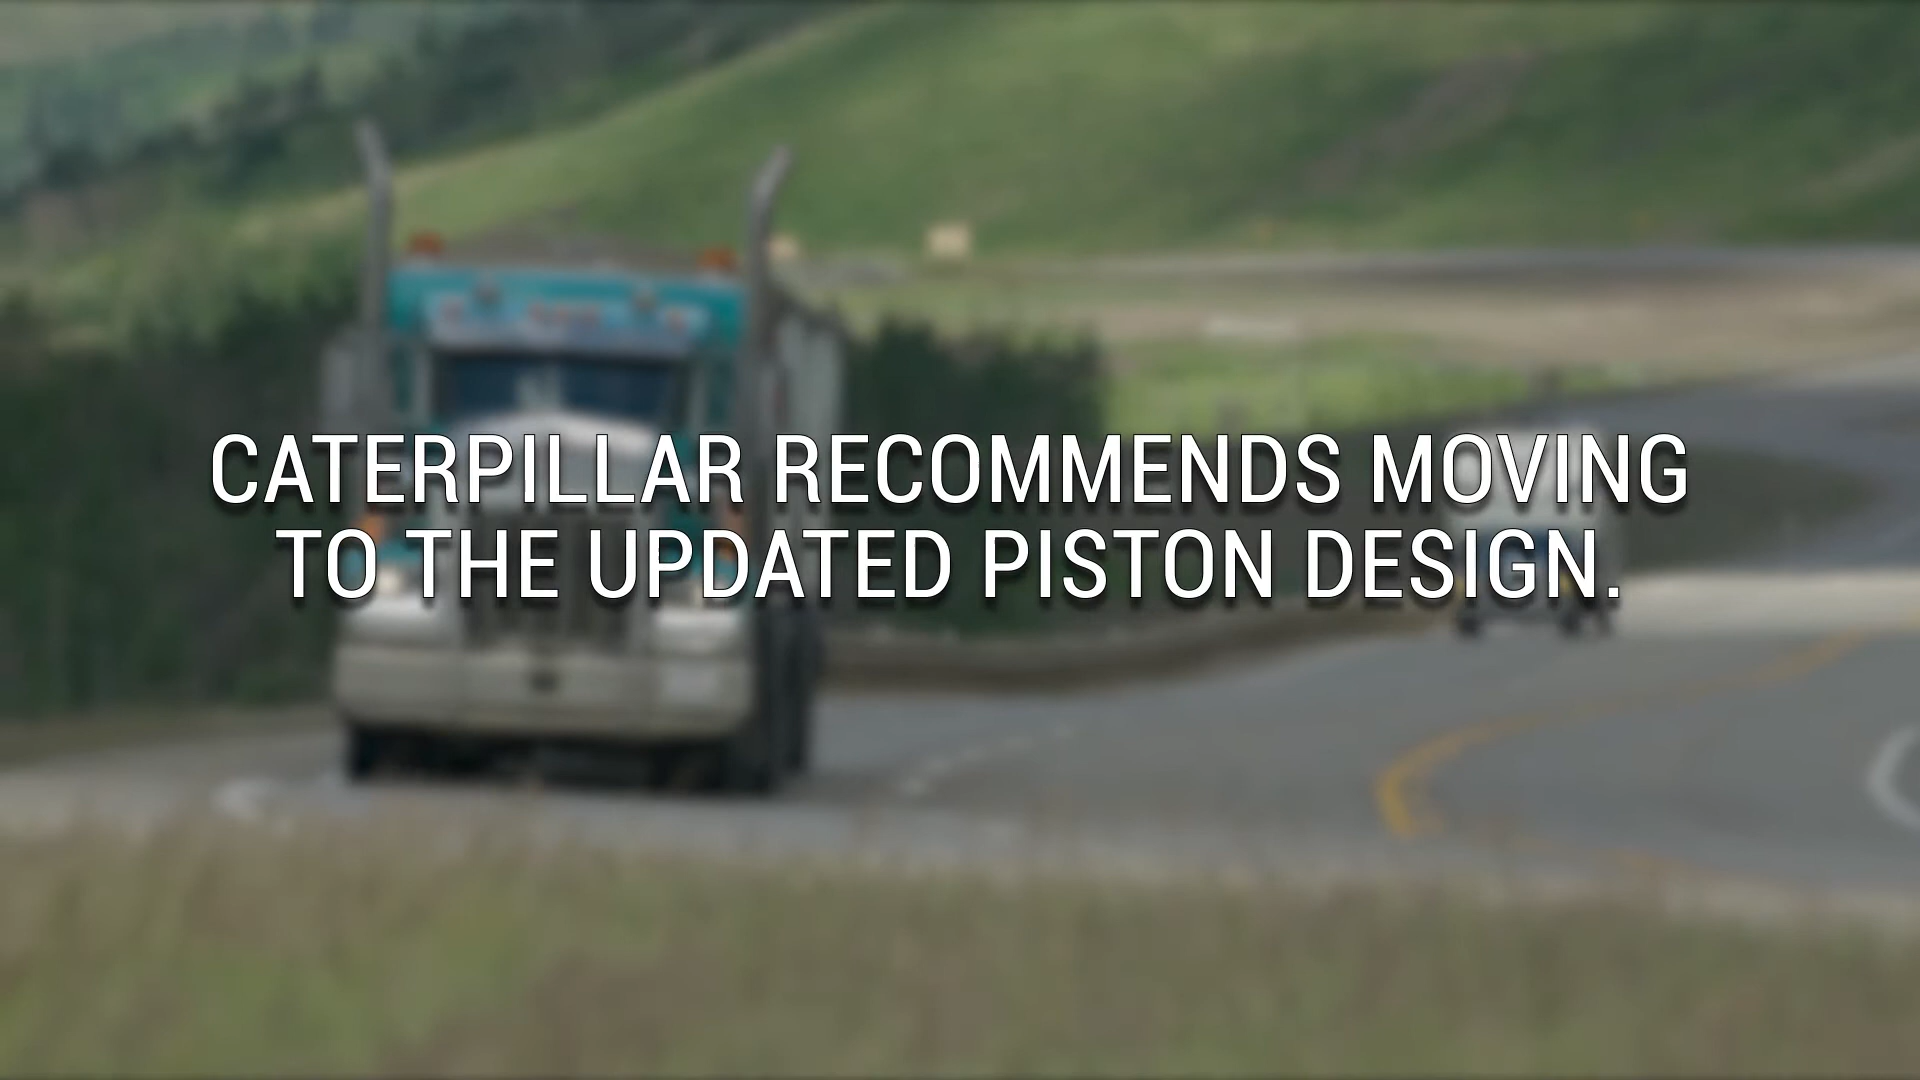 CATERPILLAR RECOMMENDS MOVING
TO THE UPDATED PISTON DESIGN.